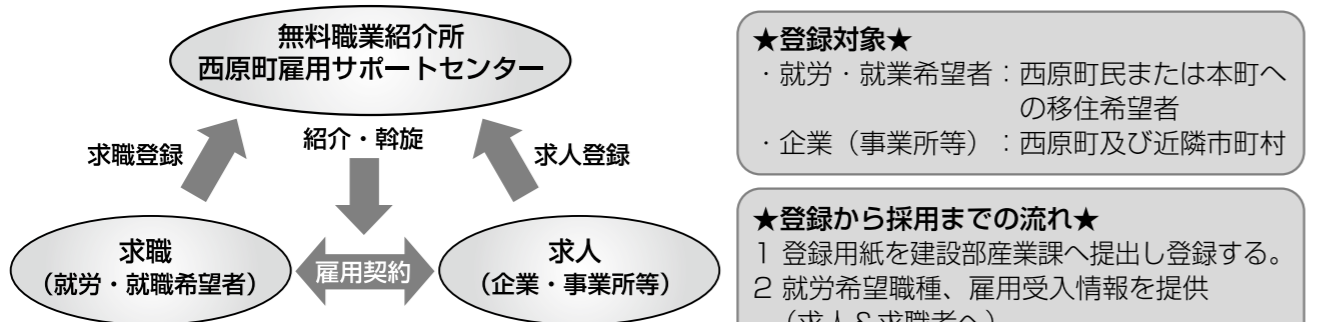 無料職業紹介所
西原町雇用サポートセンター
求職登録
紹介・斡旋
求人登録
求職
（就労・就職希望者）
雇用契約
求人
（企業・事業所等）
★登録対象★
・就労・就業希望者：西原町民または本町へ
の移住希望者
・企業（事業所等）：西原町及び近隣市町村
★登録から採用までの流れ★
1 登録用紙を建設部産業課へ提出し登録する。
2 就労希望職種、雇用受入情報を提供
（求人＆求職者へ）